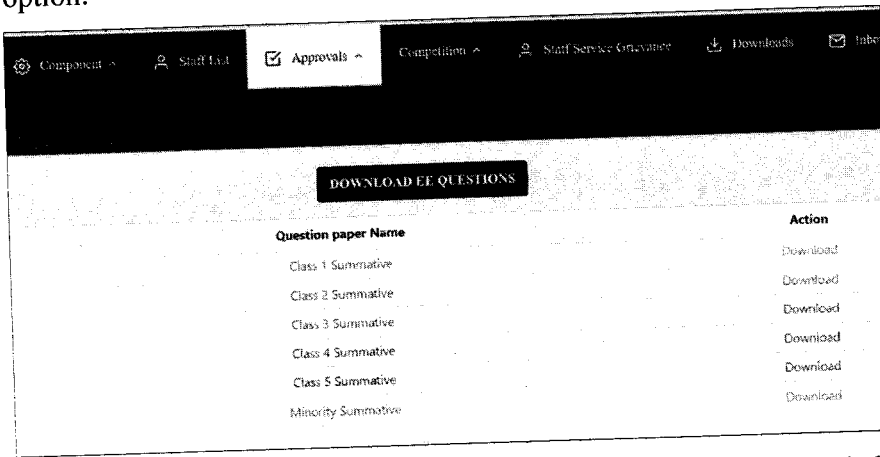 option.
Component Staff List Approvals Competition Staff Service Grievance Downloads Inbo
DOWNLOAD EE QUESTIONS
Question paper Name Action
Class 1 Summative Download
Class 2 Summative Download
Class 3 Summative Download
Class 4 Summative Download
Class 5 Summative Download
Minority Summative Download